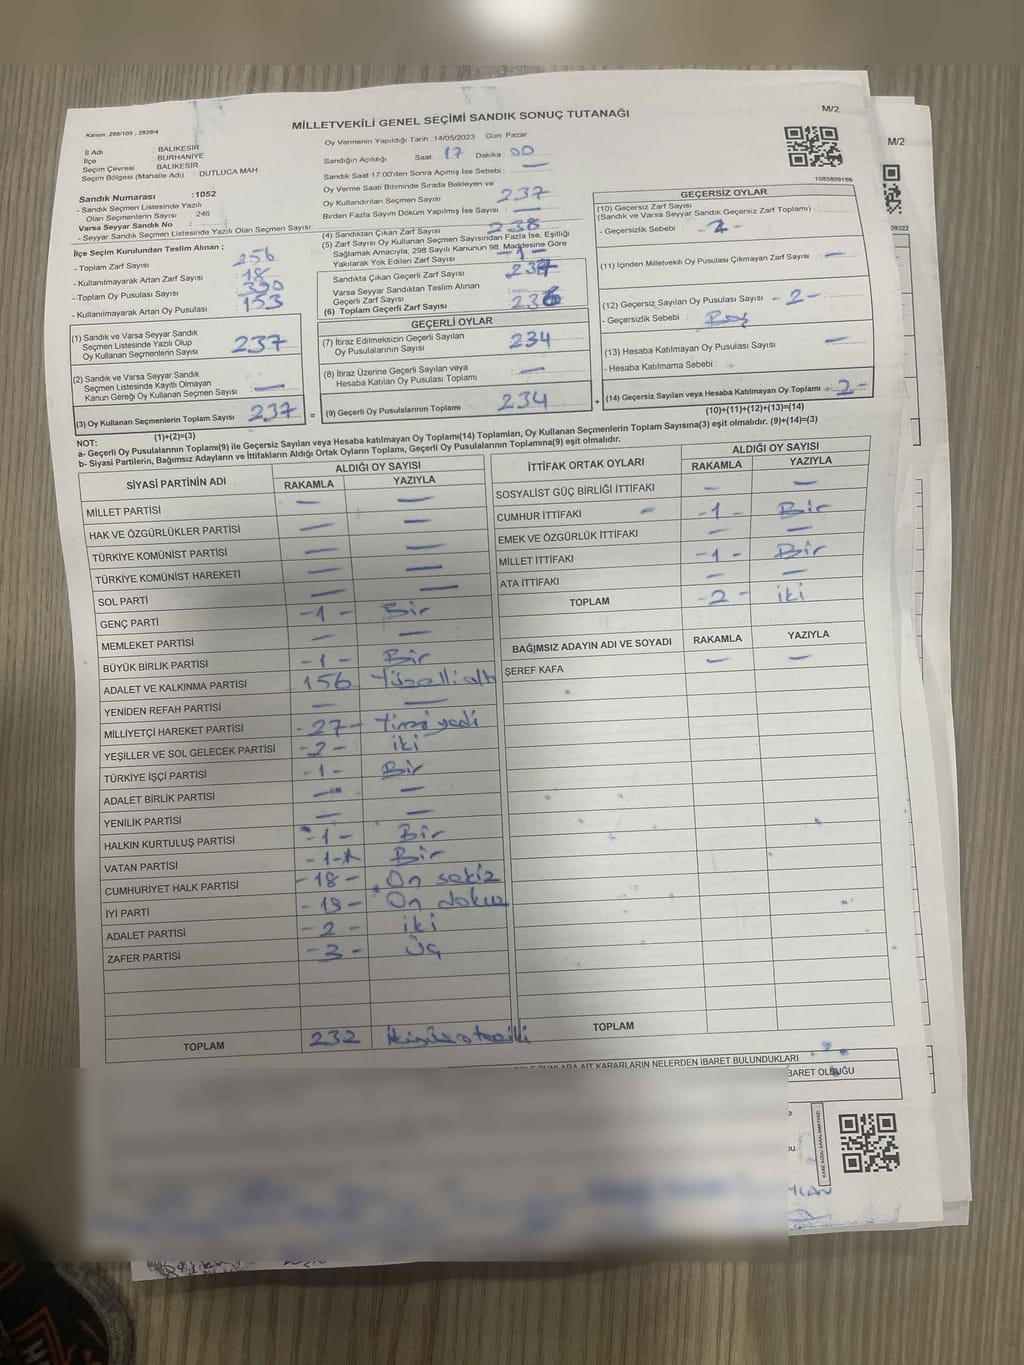 M/2
Kanun: 298/105 , 2839/4
MİLLETVEKİLİ GENEL SEÇİMİ SANDIK SONUÇ TUTANAĞI
M/2
İl Adı : BALIKESİR
İlçe : BURHANİYE
Seçim Çevresi : BALIKESİR
Seçim Bölgesi (Mahalle Adı) : DUTLUCA MAH
Sandık Numarası :1052
- Sandık Seçmen Listesinde Yazılı
Olan Seçmenlerin Sayısı : 246
Varsa Seyyar Sandık No :
- Seyyar Sandık Seçmen Listesinde Yazılı Olan Seçmen Sayısı:
Oy Vermenin Yapıldığı Tarih :14/05/2023 Gün: Pazar
Sandığın Açıldığı Saat: 17 Dakika: 00
Sandık Saat 17.00'den Sonra Açımış İse Sebebi: —
Oy Verme Saati Bitiminde Sırada Bekleyen ve
Oy Kullandırılan Seçmen Sayısı : 237
Birden Fazla Sayım Döküm Yapılmış İse Sayısı : —
(4) Sandıktan Çıkan Zarf Sayısı : 238
(5) Zarf Sayısı Oy Kullanan Seçmen Sayısından Fazla İse, Eşitliği
Sağlamak Amacıyla, 298 Sayılı Kanunun 98. Maddesine Göre
Yakılarak Yok Edilen Zarf Sayısı : -1-
İlçe Seçim Kurulundan Teslim Alınan ;
- Toplam Zarf Sayısı : 256
- Kullanılmayarak Artan Zarf Sayısı : 18
- Toplam Oy Pusulası Sayısı : 390
- Kullanılmayarak Artan Oy Pusulası : 153
Sandıkta Çıkan Geçerli Zarf Sayısı
Varsa Seyyar Sandıktan Teslim Alınan
Geçerli Zarf Sayısı
(6) Toplam Geçerli Zarf Sayısı
(1) Sandık ve Varsa Seyyar Sandık
Seçmen Listesinde Yazılı Olup
Oy Kullanan Seçmenlerin Sayısı 237
(2) Sandık ve Varsa Seyyar Sandık
Seçmen Listesinde Kayıtlı Olmayan
Kanun Gereği Oy Kullanan Seçmen Sayısı : —
(3) Oy Kullanan Seçmenlerin Toplam Sayısı 237 =
(1)+(2)=(3)
GEÇERLİ OYLAR
(7) İtiraz Edilmeksizin Geçerli Sayılan
Oy Pusulalarının Sayısı 234
(8) İtiraz Üzerine Geçerli Sayılan veya
Hesaba Katılan Oy Pusulası Toplamı : —
(9) Geçerli Oy Pusulalarının Toplamı 234 +
GEÇERSİZ OYLAR
(10) Geçersiz Zarf Sayısı
(Sandık ve Varsa Seyyar Sandık Geçersiz Zarf Toplamı) :
- Geçersizlik Sebebi :
(11) İçinden Milletvekili Oy Pusulası Çıkmayan Zarf Sayısı : —
(12) Geçersiz Sayılan Oy Pusulası Sayısı : - 2 -
- Geçersizlik Sebebi : Boş
(13) Hesaba Katılmayan Oy Pusulası Sayısı : —
- Hesaba Katılmama Sebebi :
(14) Geçersiz Sayılan veya Hesaba Katılmayan Oy Toplamı - 2 -
(10)+(11)+(12)+(13)=(14)
NOT:
a- Geçerli Oy Pusulalarının Toplamı(9) ile Geçersiz Sayılan veya Hesaba katılmayan Oy Toplamı(14) Toplamları, Oy Kullanan Seçmenlerin Toplam Sayısına(3) eşit olmalıdır. (9)+(14)=(3)
b- Siyasi Partilerin, Bağımsız Adayların ve İttifakların Aldığı Ortak Oyların Toplamı, Geçerli Oy Pusulalarının Toplamına(9) eşit olmalıdır.
SİYASİ PARTİNİN ADI ALDIĞI OY SAYISI
RAKAMLA YAZIYLA
MİLLET PARTİSİ — —
HAK VE ÖZGÜRLÜKLER PARTİSİ — —
TÜRKİYE KOMÜNİST PARTİSİ — —
TÜRKİYE KOMÜNİST HAREKETİ — —
SOL PARTİ — —
GENÇ PARTİ -1- Bir
MEMLEKET PARTİSİ — —
BÜYÜK BİRLİK PARTİSİ -1- Bir
ADALET VE KALKINMA PARTİSİ 156
YENİDEN REFAH PARTİSİ — —
MİLLİYETÇİ HAREKET PARTİSİ -27-
YEŞİLLER VE SOL GELECEK PARTİSİ -2- iki
TÜRKİYE İŞÇİ PARTİSİ -1- Bir
ADALET BİRLİK PARTİSİ — —
YENİLİK PARTİSİ — —
HALKIN KURTULUŞ PARTİSİ -1- Bir
VATAN PARTİSİ -1- Bir
CUMHURİYET HALK PARTİSİ -18- On sekiz
İYİ PARTİ -19- On dokuz
ADALET PARTİSİ -2- iki
ZAFER PARTİSİ -3- Üç
TOPLAM 232
İTTİFAK ORTAK OYLARI ALDIĞI OY SAYISI
RAKAMLA YAZIYLA
SOSYALİST GÜÇ BİRLİĞİ İTTİFAKI — —
CUMHUR İTTİFAKI -1- Bir
EMEK VE ÖZGÜRLÜK İTTİFAKI — —
MİLLET İTTİFAKI -1- Bir
ATA İTTİFAKI — —
TOPLAM -2- iki
BAĞIMSIZ ADAYIN ADI VE SOYADI RAKAMLA YAZIYLA
ŞEREF KAFA — —
TOPLAM
KARARLARIN NELERDEN İBARET BULUNDUKLARI